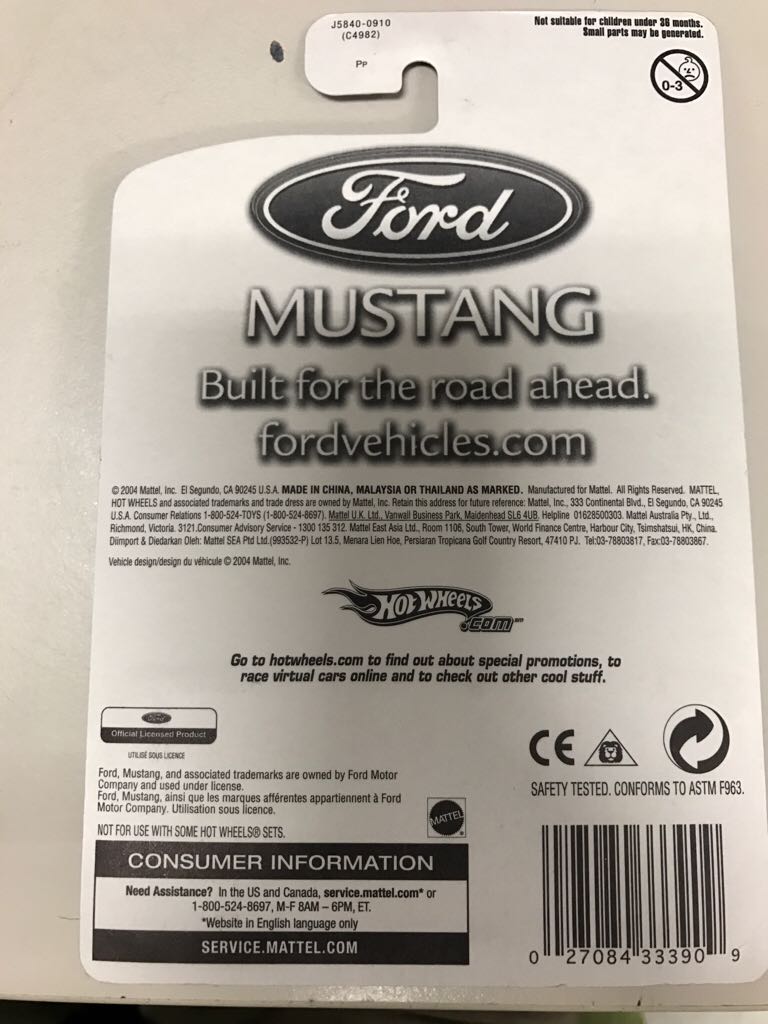 J5840-0910
(C4982)
PP
Not suitable for children under 36 months.
Small parts may be generated.
0-3
Ford
MUSTANG
Built for the road ahead.
fordvehicles.com
© 2004 Mattel, Inc. El Segundo, CA 90245 U.S.A. MADE IN CHINA, MALAYSIA OR THAILAND AS MARKED. Manufactured for Mattel. All Rights Reserved. MATTEL,
HOT WHEELS and associated trademarks and trade dress are owned by Mattel, Inc. Retain this address for future reference: Mattel, Inc., 333 Continental Blvd., El Segundo, CA 90245
U.S.A. Consumer Relations 1-800-524-TOYS (1-800-524-8697). Mattel U.K. Ltd., Vanwall Business Park, Maidenhead SL6 4UB. Helpline 01628500303. Mattel Australia Pty., Ltd.,
Richmond, Victoria. 3121.Consumer Advisory Service - 1300 135 312. Mattel East Asia Ltd., Room 1106, South Tower, World Finance Centre, Harbour City, Tsimshatsui, HK, China.
Diimport & Diedarkan Oleh: Mattel SEA Ptd Ltd.(993532-P) Lot 13.5, Menara Lien Hoe, Persiaran Tropicana Golf Country Resort, 47410 PJ. Tel:03-78803817, Fax:03-78803867.
Vehicle design/design du véhicule © 2004 Mattel, Inc.
HOT WHEELS
.com℠
Go to hotwheels.com to find out about special promotions, to
race virtual cars online and to check out other cool stuff.
Ford
Official Licensed Product
UTILISÉ SOUS LICENCE
CE
SAFETY TESTED. CONFORMS TO ASTM F963.
Ford, Mustang, and associated trademarks are owned by Ford Motor
Company and used under license.
Ford, Mustang, ainsi que les marques afférentes appartiennent à Ford
Motor Company. Utilisation sous licence.
MATTEL®
NOT FOR USE WITH SOME HOT WHEELS® SETS.
CONSUMER INFORMATION
Need Assistance? In the US and Canada, service.mattel.com* or
1-800-524-8697, M-F 8AM – 6PM, ET.
*Website in English language only
SERVICE.MATTEL.COM
0 27084 33390 9